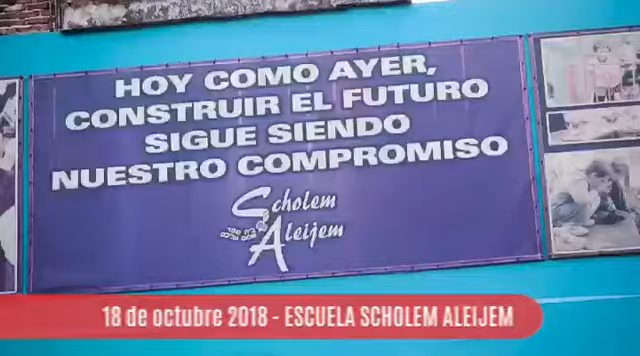 HOY COMO AYER,
CONSTRUIR EL FUTURO
SIGUE SIENDO
NUESTRO COMPROMISO
Scholem
Aleijem
18 de octubre 2018 - ESCUELA SCHOLEM ALEIJEM